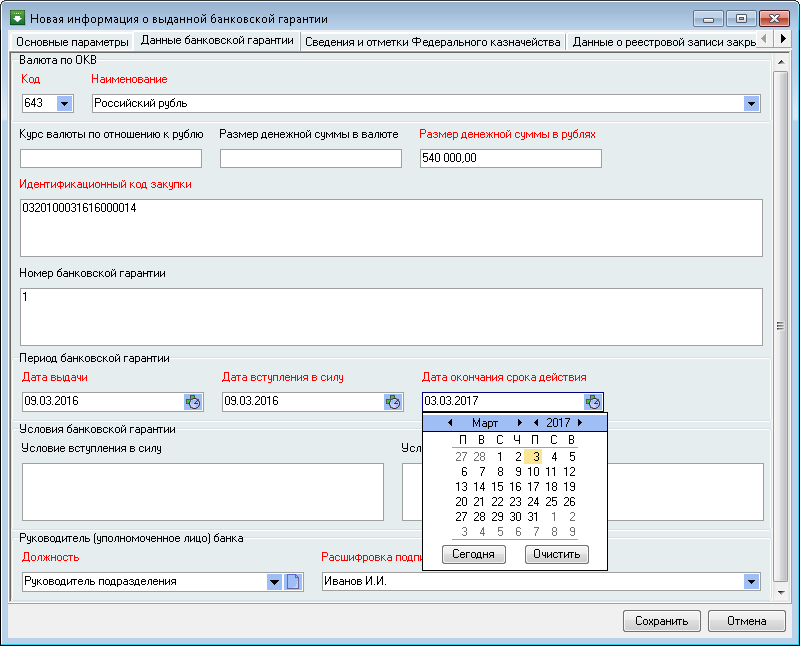 Новая информация о выданной банковской гарантии
Основные параметры Данные банковской гарантии Сведения и отметки Федерального казначейства Данные о реестровой записи закры
Валюта по ОКВ
Код Наименование
643 Российский рубль
Курс валюты по отношению к рублю Размер денежной суммы в валюте Размер денежной суммы в рублях
540 000,00
Идентификационный код закупки
0320100031616000014
Номер банковской гарантии
1
Период банковской гарантии
Дата выдачи Дата вступления в силу Дата окончания срока действия
09.03.2016 09.03.2016 03.03.2017
Март 2017
П В С Ч П С В
27 28 1 2 3 4 5
6 7 8 9 10 11 12
13 14 15 16 17 18 19
20 21 22 23 24 25 26
27 28 29 30 31 1 2
3 4 5 6 7 8 9
Сегодня Очистить
Условия банковской гарантии
Условие вступления в силу Усл
Руководитель (уполномоченное лицо) банка
Должность Расшифровка подпи
Руководитель подразделения Иванов И.И.
Сохранить Отмена